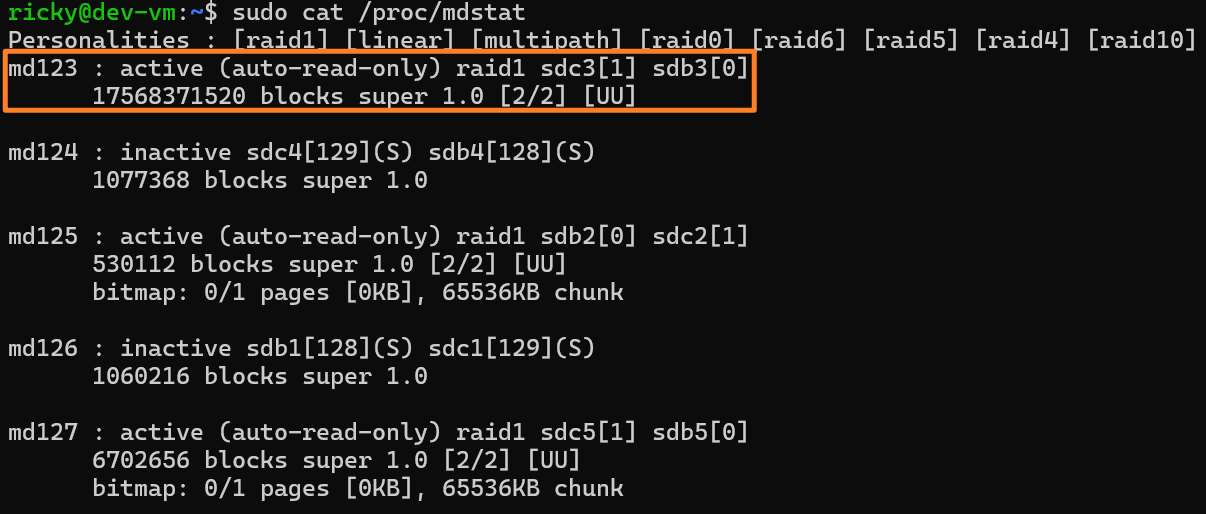 ricky@dev-vm:~$ sudo cat /proc/mdstat
Personalities : [raid1] [linear] [multipath] [raid0] [raid6] [raid5] [raid4] [raid10]
md123 : active (auto-read-only) raid1 sdc3[1] sdb3[0]
      17568371520 blocks super 1.0 [2/2] [UU]

md124 : inactive sdc4[129](S) sdb4[128](S)
      1077368 blocks super 1.0

md125 : active (auto-read-only) raid1 sdb2[0] sdc2[1]
      530112 blocks super 1.0 [2/2] [UU]
      bitmap: 0/1 pages [0KB], 65536KB chunk

md126 : inactive sdb1[128](S) sdc1[129](S)
      1060216 blocks super 1.0

md127 : active (auto-read-only) raid1 sdc5[1] sdb5[0]
      6702656 blocks super 1.0 [2/2] [UU]
      bitmap: 0/1 pages [0KB], 65536KB chunk